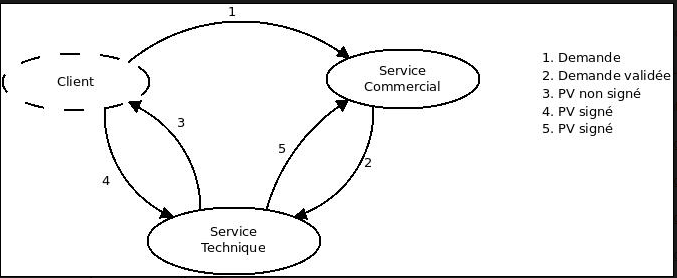 1
Client
Service
Commercial
3
5
2
4
Service
Technique
1. Demande
2. Demande validée
3. PV non signé
4. PV signé
5. PV signé